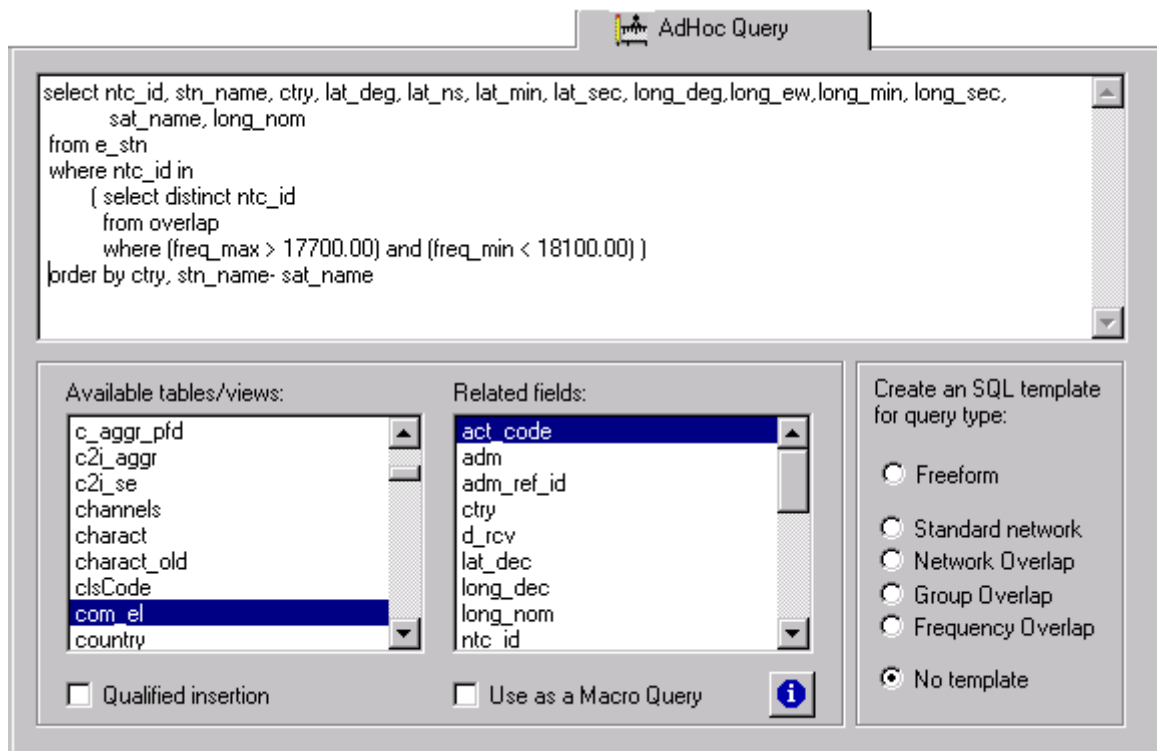 AdHoc Query
select ntc_id, stn_name, ctry, lat_deg, lat_ns, lat_min, lat_sec, long_deg,long_ew,long_min, long_sec,
sat_name, long_nom
from e_stn
where ntc_id in
( select distinct ntc_id
from overlap
where (freq_max > 17700.00) and (freq_min < 18100.00) )
order by ctry, stn_name- sat_name
Available tables/views:
c_aggr_pfd
c2i_aggr
c2i_se
channels
charact
charact_old
clsCode
com_el
country
Qualified insertion
Related fields:
act_code
adm
adm_ref_id
ctry
d_rcv
lat_dec
long_dec
long_nom
ntc_id
Use as a Macro Query
Create an SQL template
for query type:
Freeform
Standard network
Network Overlap
Group Overlap
Frequency Overlap
No template